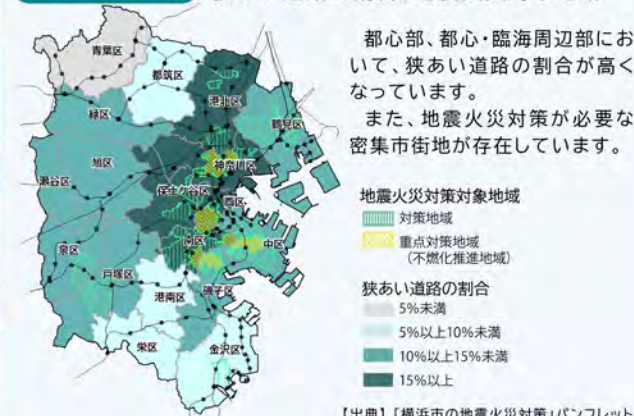 都心部、都心・臨海周辺部にお
いて、狭あい道路の割合が高く
なっています。
また、地震火災対策が必要な
密集市街地が存在しています。
青葉区
都筑区
港北区
緑区
鶴見区
旭区
神奈川区
瀬谷区
保土ケ谷区
西区
南区
中区
泉区
戸塚区
港南区
磯子区
栄区
金沢区
地震火災対策対象地域
対策地域
重点対策地域
(不燃化推進地域)
狭あい道路の割合
5%未満
5%以上10%未満
10%以上15%未満
15%以上
【出典】「横浜市の地震火災対策」パンフレット